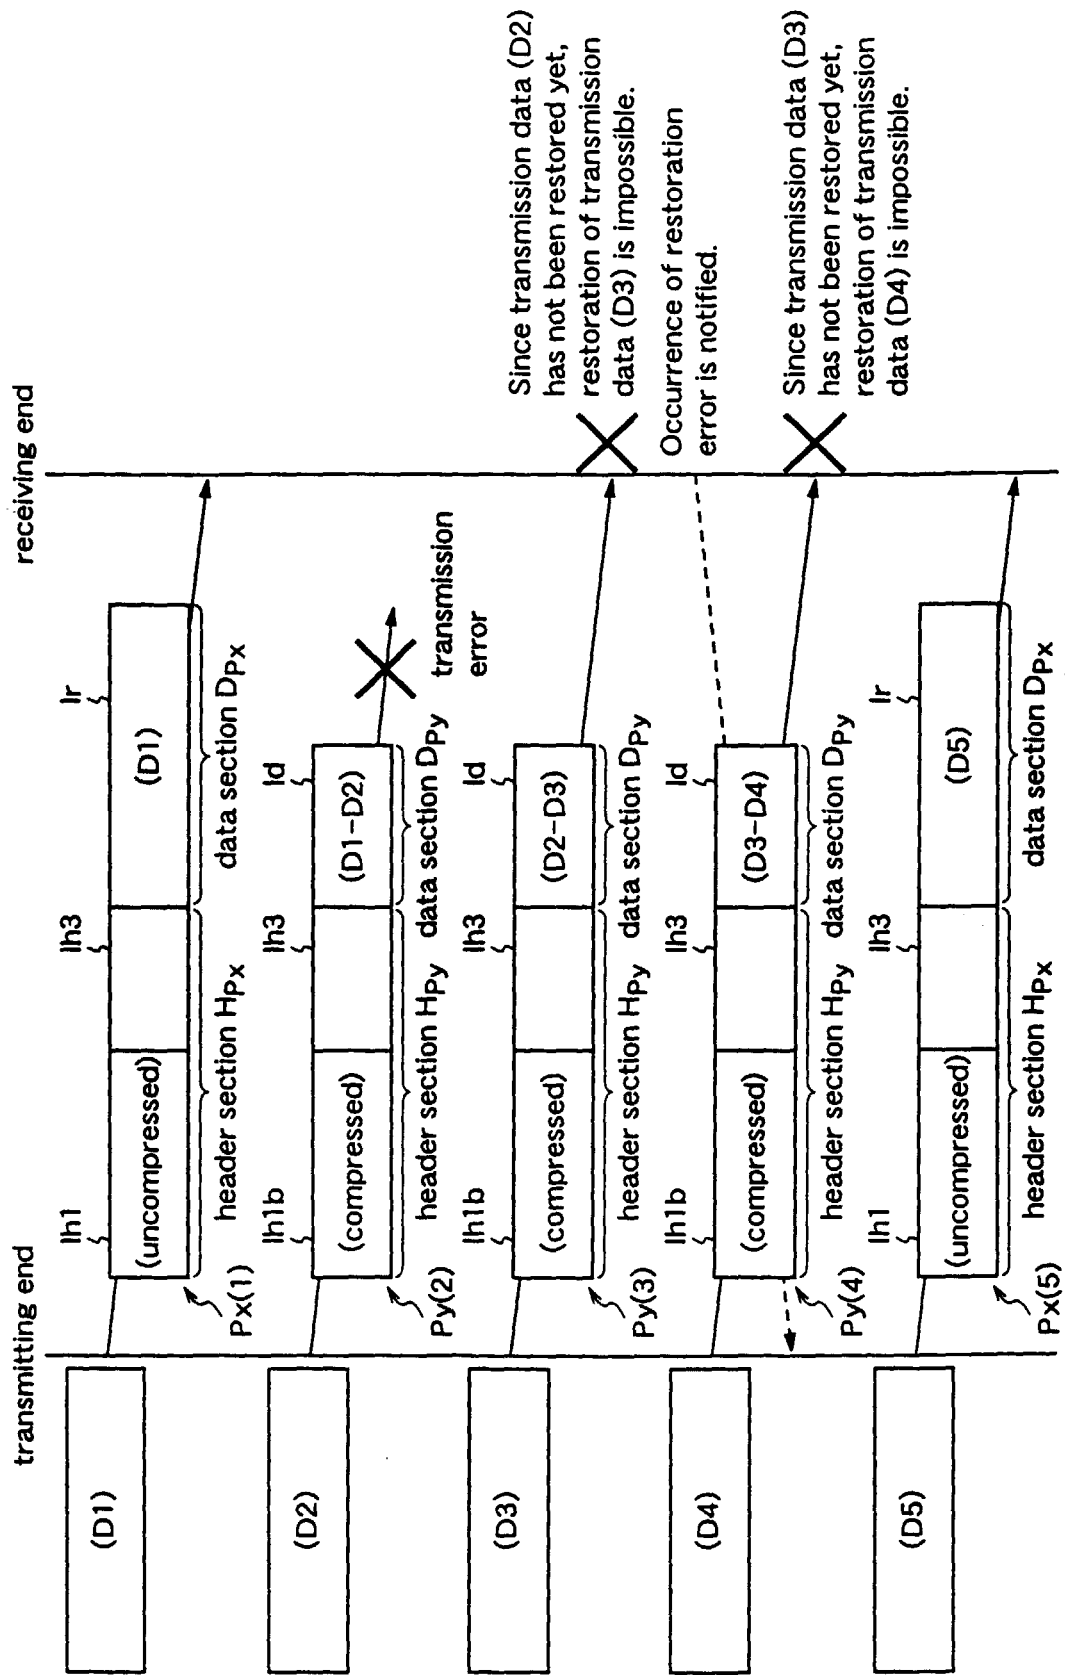 transmitting end
receiving end
(D1)
Ih1
Ih3
Ir
(uncompressed)
(D1)
Px(1)
header section HPx
data section DPx
(D2)
Ih1b
Ih3
Id
(compressed)
(D1-D2)
Py(2)
header section HPy
data section DPy
transmission
error
(D3)
Ih1b
Ih3
Id
(compressed)
(D2-D3)
Py(3)
header section HPy
data section DPy
Since transmission data (D2)
has not been restored yet,
restoration of transmission
data (D3) is impossible.
Occurrence of restoration
error is notified.
(D4)
Ih1b
Ih3
Id
(compressed)
(D3-D4)
Py(4)
header section HPy
data section DPy
Since transmission data (D3)
has not been restored yet,
restoration of transmission
data (D4) is impossible.
(D5)
Ih1
Ih3
Ir
(uncompressed)
(D5)
Px(5)
header section HPx
data section DPx